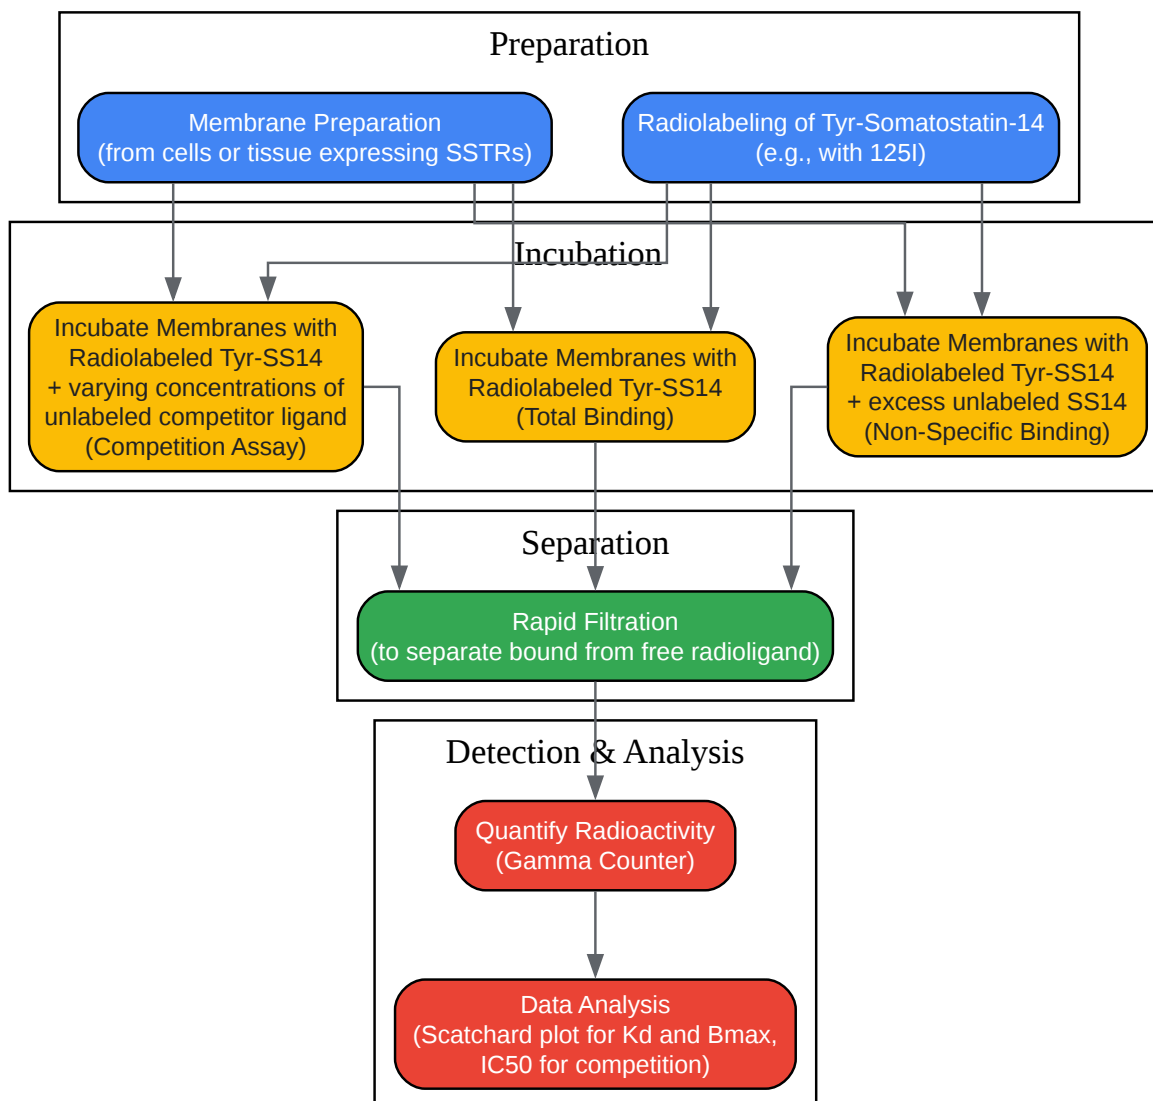 Preparation
Membrane Preparation
(from cells or tissue expressing SSTRs)
Radiolabeling of Tyr-Somatostatin-14
(e.g., with 125I)
Incubation
Incubate Membranes with
Radiolabeled Tyr-SS14
+ varying concentrations of
unlabeled competitor ligand
(Competition Assay)
Incubate Membranes with
Radiolabeled Tyr-SS14
(Total Binding)
Incubate Membranes with
Radiolabeled Tyr-SS14
+ excess unlabeled SS14
(Non-Specific Binding)
Separation
Rapid Filtration
(to separate bound from free radioligand)
Detection & Analysis
Quantify Radioactivity
(Gamma Counter)
Data Analysis
(Scatchard plot for Kd and Bmax,
IC50 for competition)